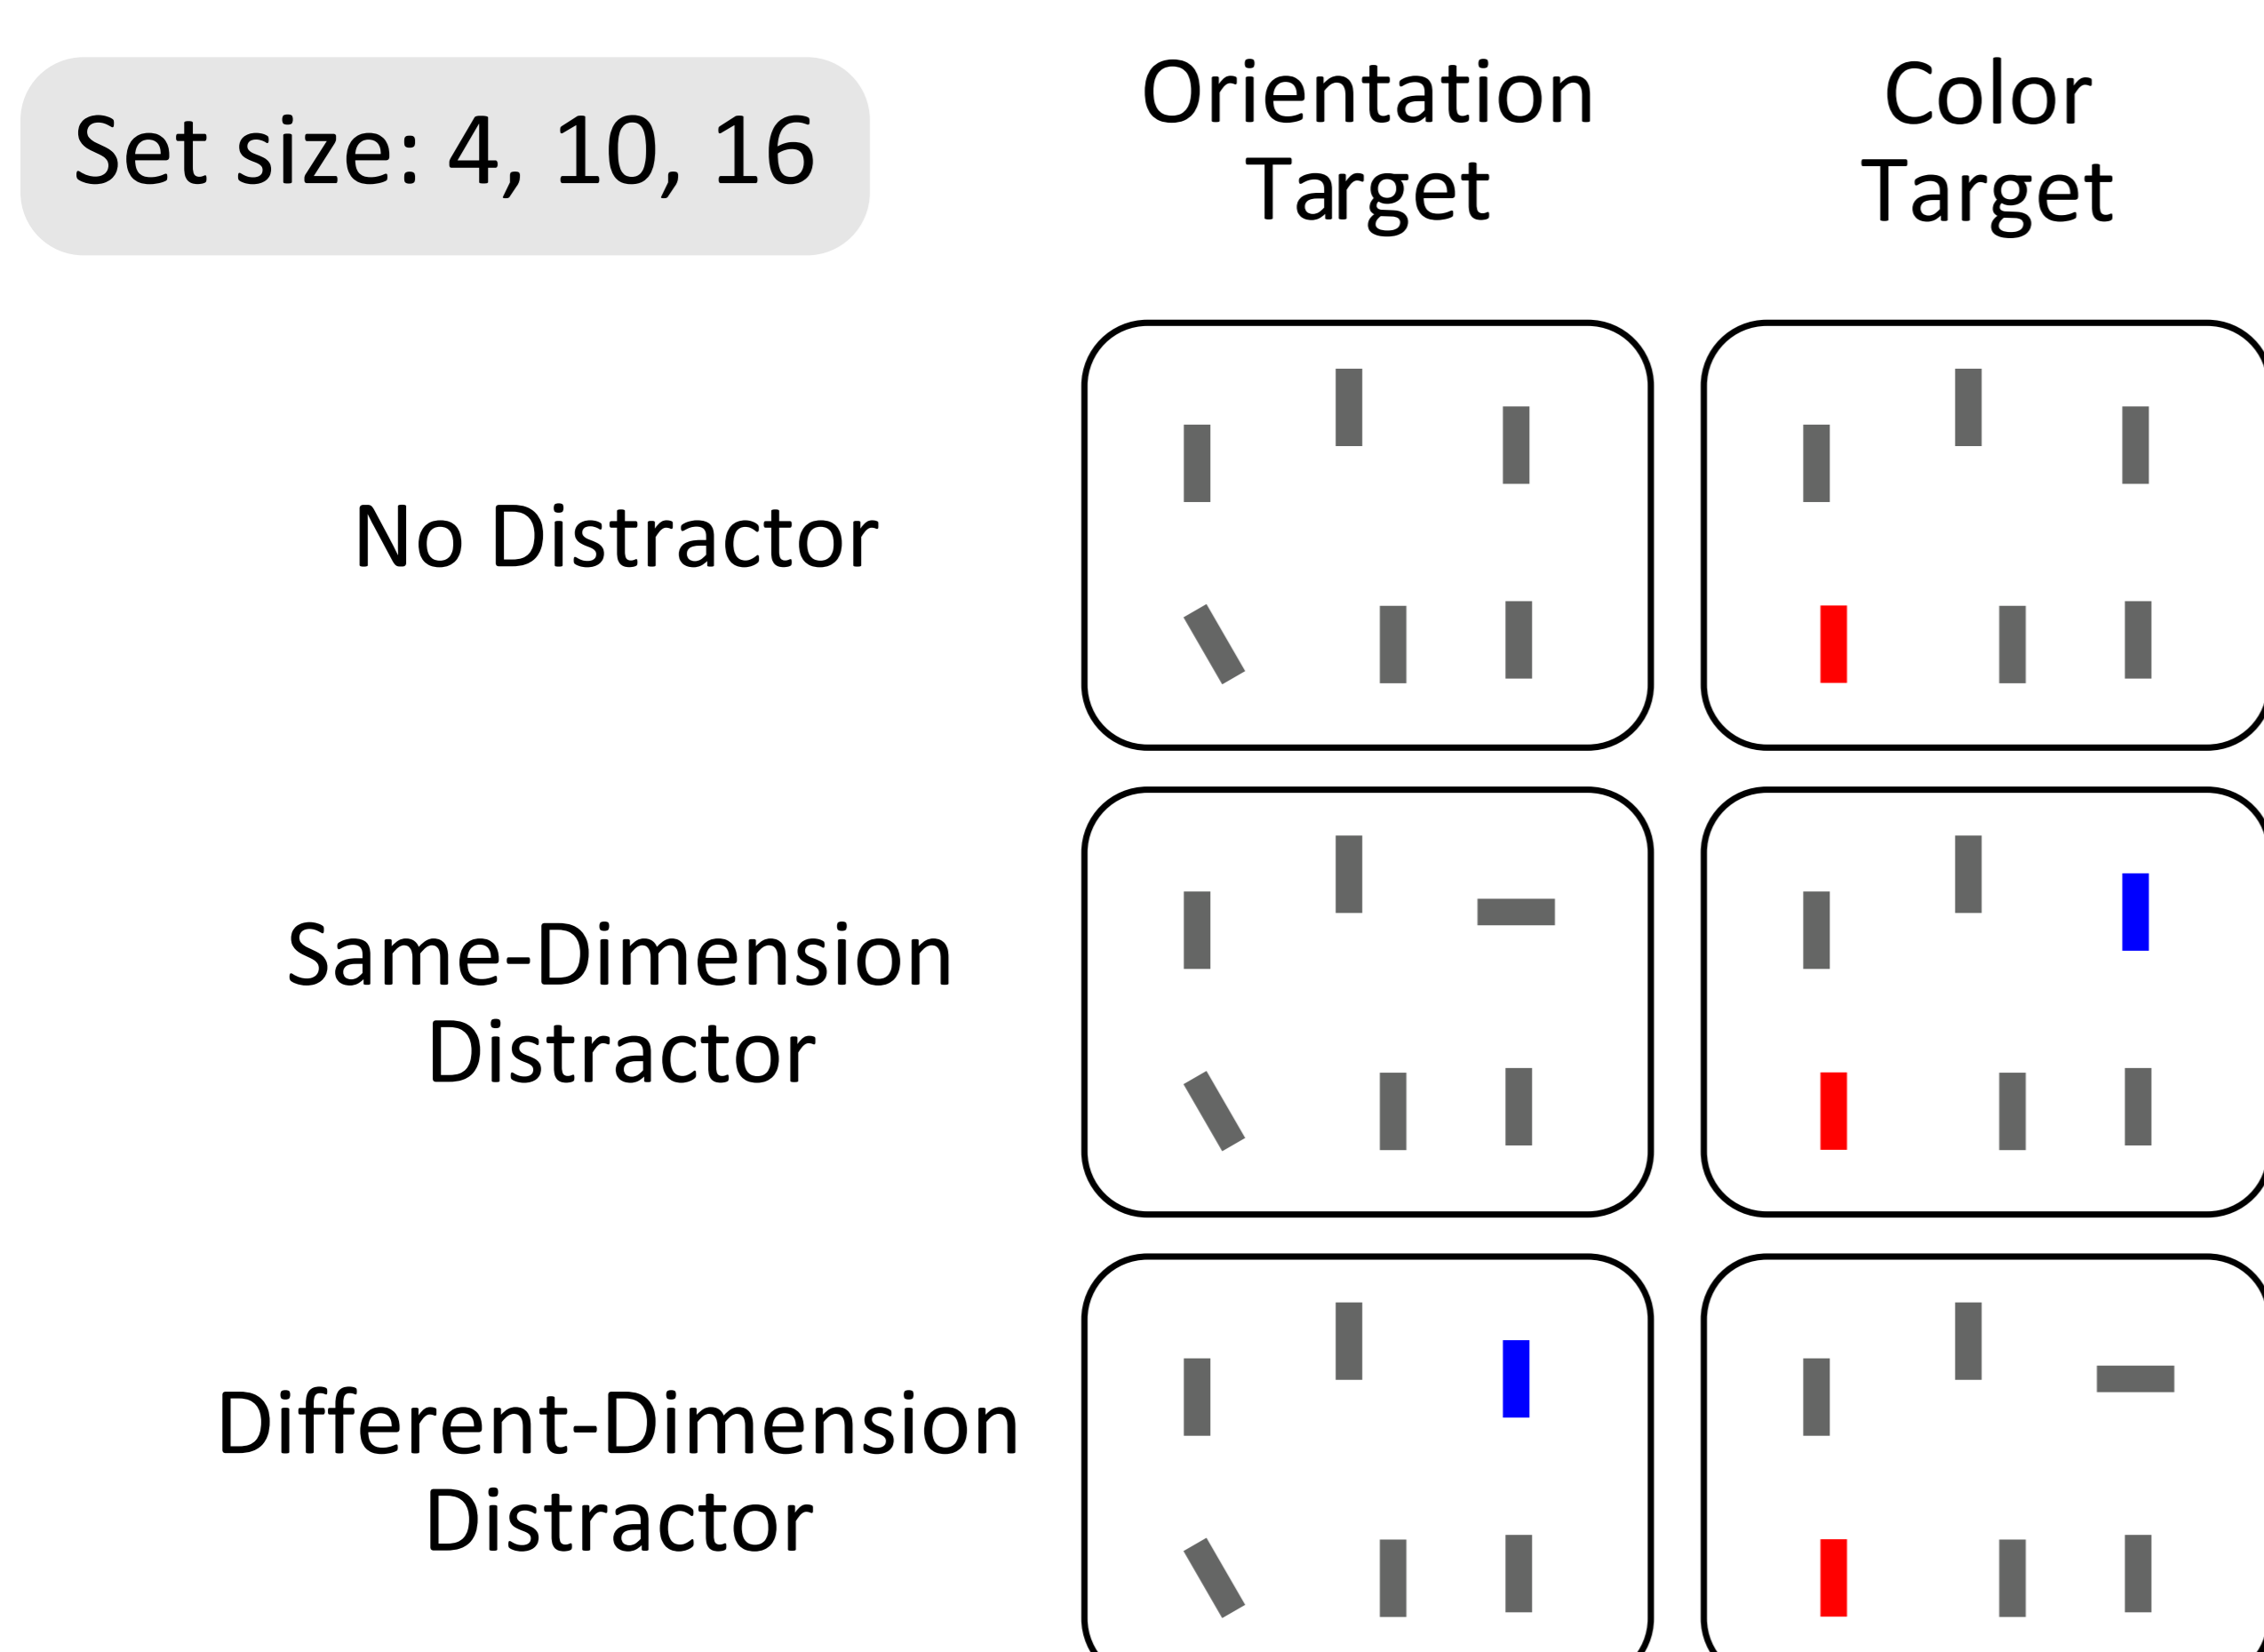 Set size: 4, 10, 16
Orientation
Target
Color
Target
No Distractor
Same-Dimension
Distractor
Different-Dimension
Distractor